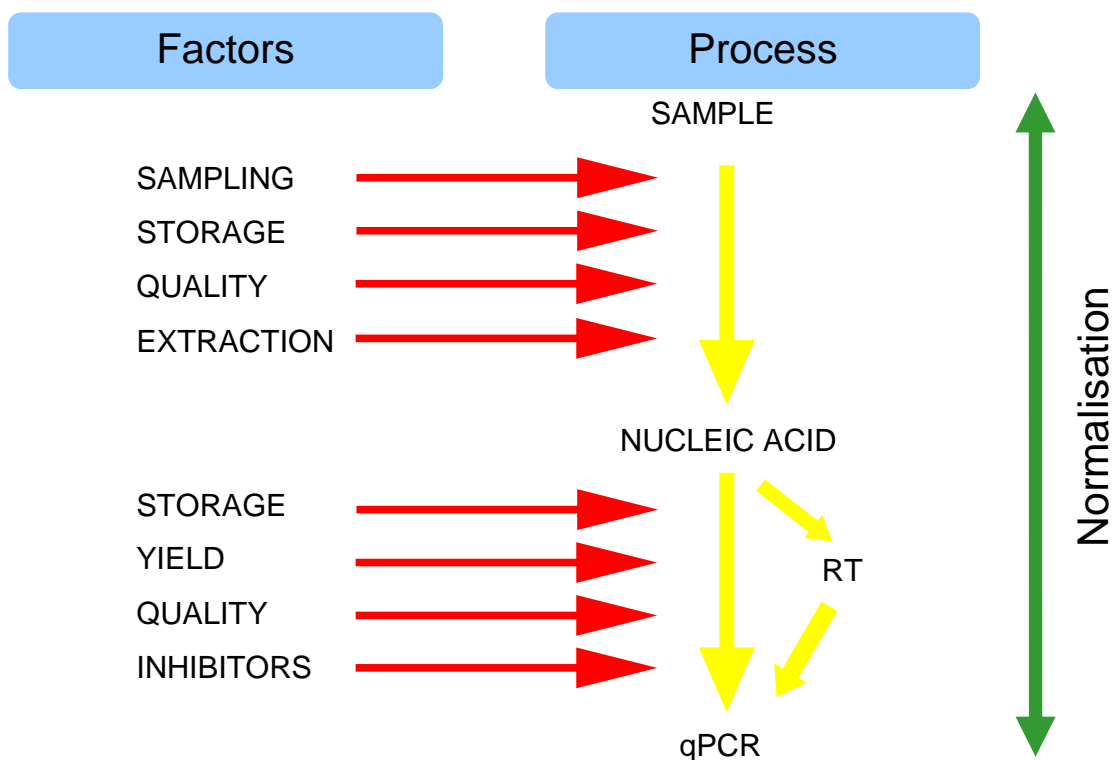 Factors
Process
SAMPLE
SAMPLING
STORAGE
QUALITY
EXTRACTION
NUCLEIC ACID
STORAGE
YIELD
RT
QUALITY
INHIBITORS
qPCR
Normalisation